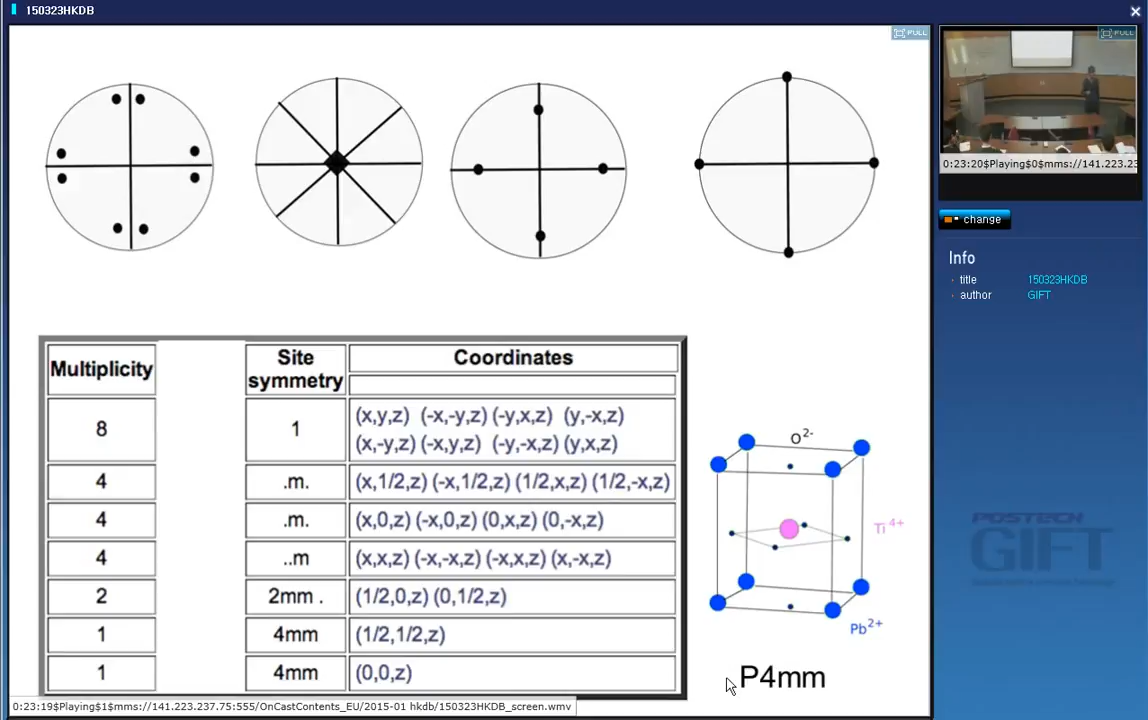 150323HKDB
FULL
FULL
0:23:20$Playing$0$mms://141.223.23
change
Info
title 150323HKDB
author GIFT
Multiplicity Site symmetry Coordinates
8 1 (x,y,z) (-x,-y,z) (-y,x,z) (y,-x,z)
(x,-y,z) (-x,y,z) (-y,-x,z) (y,x,z)
4 .m. (x,1/2,z) (-x,1/2,z) (1/2,x,z) (1/2,-x,z)
4 .m. (x,0,z) (-x,0,z) (0,x,z) (0,-x,z)
4 ..m (x,x,z) (-x,-x,z) (-x,x,z) (x,-x,z)
2 2mm . (1/2,0,z) (0,1/2,z)
1 4mm (1/2,1/2,z)
1 4mm (0,0,z)
O2-
Ti 4+
Pb2+
P4mm
POSTECH
GIFT
0:23:19$Playing$1$mms://141.223.237.75:555/OnCastContents_EU/2015-01 hkdb/150323HKDB_screen.wmv